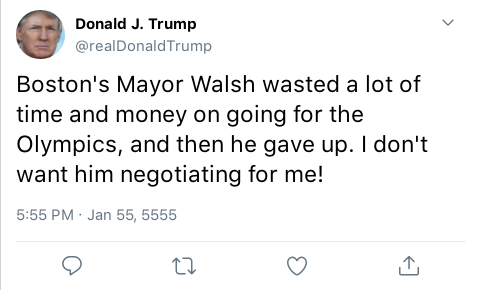 Donald J. Trump
@realDonaldTrump
Boston's Mayor Walsh wasted a lot of
time and money on going for the
Olympics, and then he gave up. I don't
want him negotiating for me!
5:55 PM · Jan 55, 5555